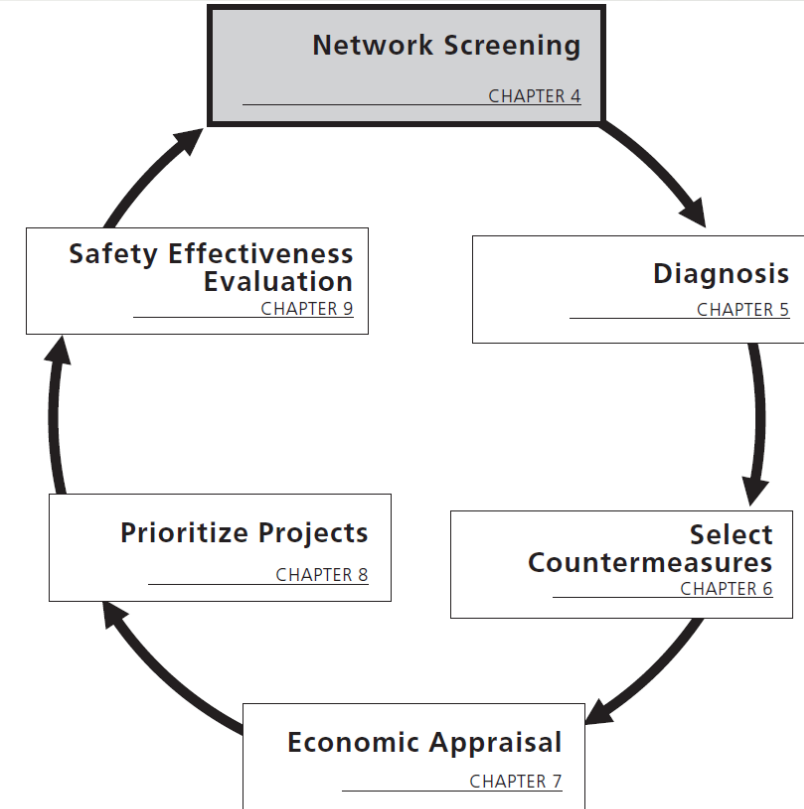 Network Screening
CHAPTER 4
Diagnosis
CHAPTER 5
Select
Countermeasures
CHAPTER 6
Economic Appraisal
CHAPTER 7
Prioritize Projects
CHAPTER 8
Safety Effectiveness
Evaluation
CHAPTER 9